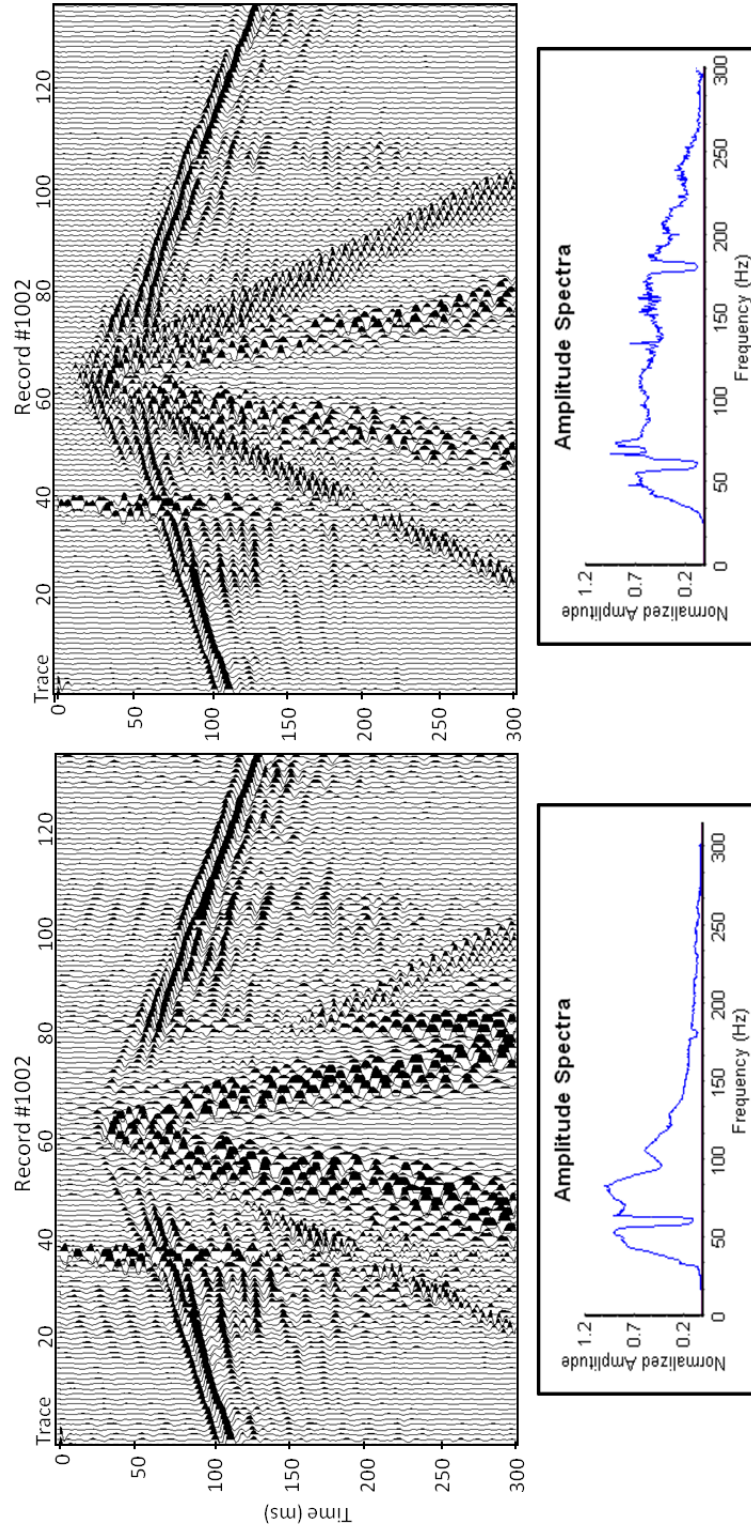 Record #1002
Trace 20 40 60 80 100 120
0
50
100
150
200
250
300
Time (ms)
Amplitude Spectra
Normalized Amplitude
1.2
0.7
0.2
0 50 100 150 200 250 300
Frequency (Hz)
Record #1002
Trace 20 40 60 80 100 120
0
50
100
150
200
250
300
Amplitude Spectra
Normalized Amplitude
1.2
0.7
0.2
0 50 100 150 200 250 300
Frequency (Hz)